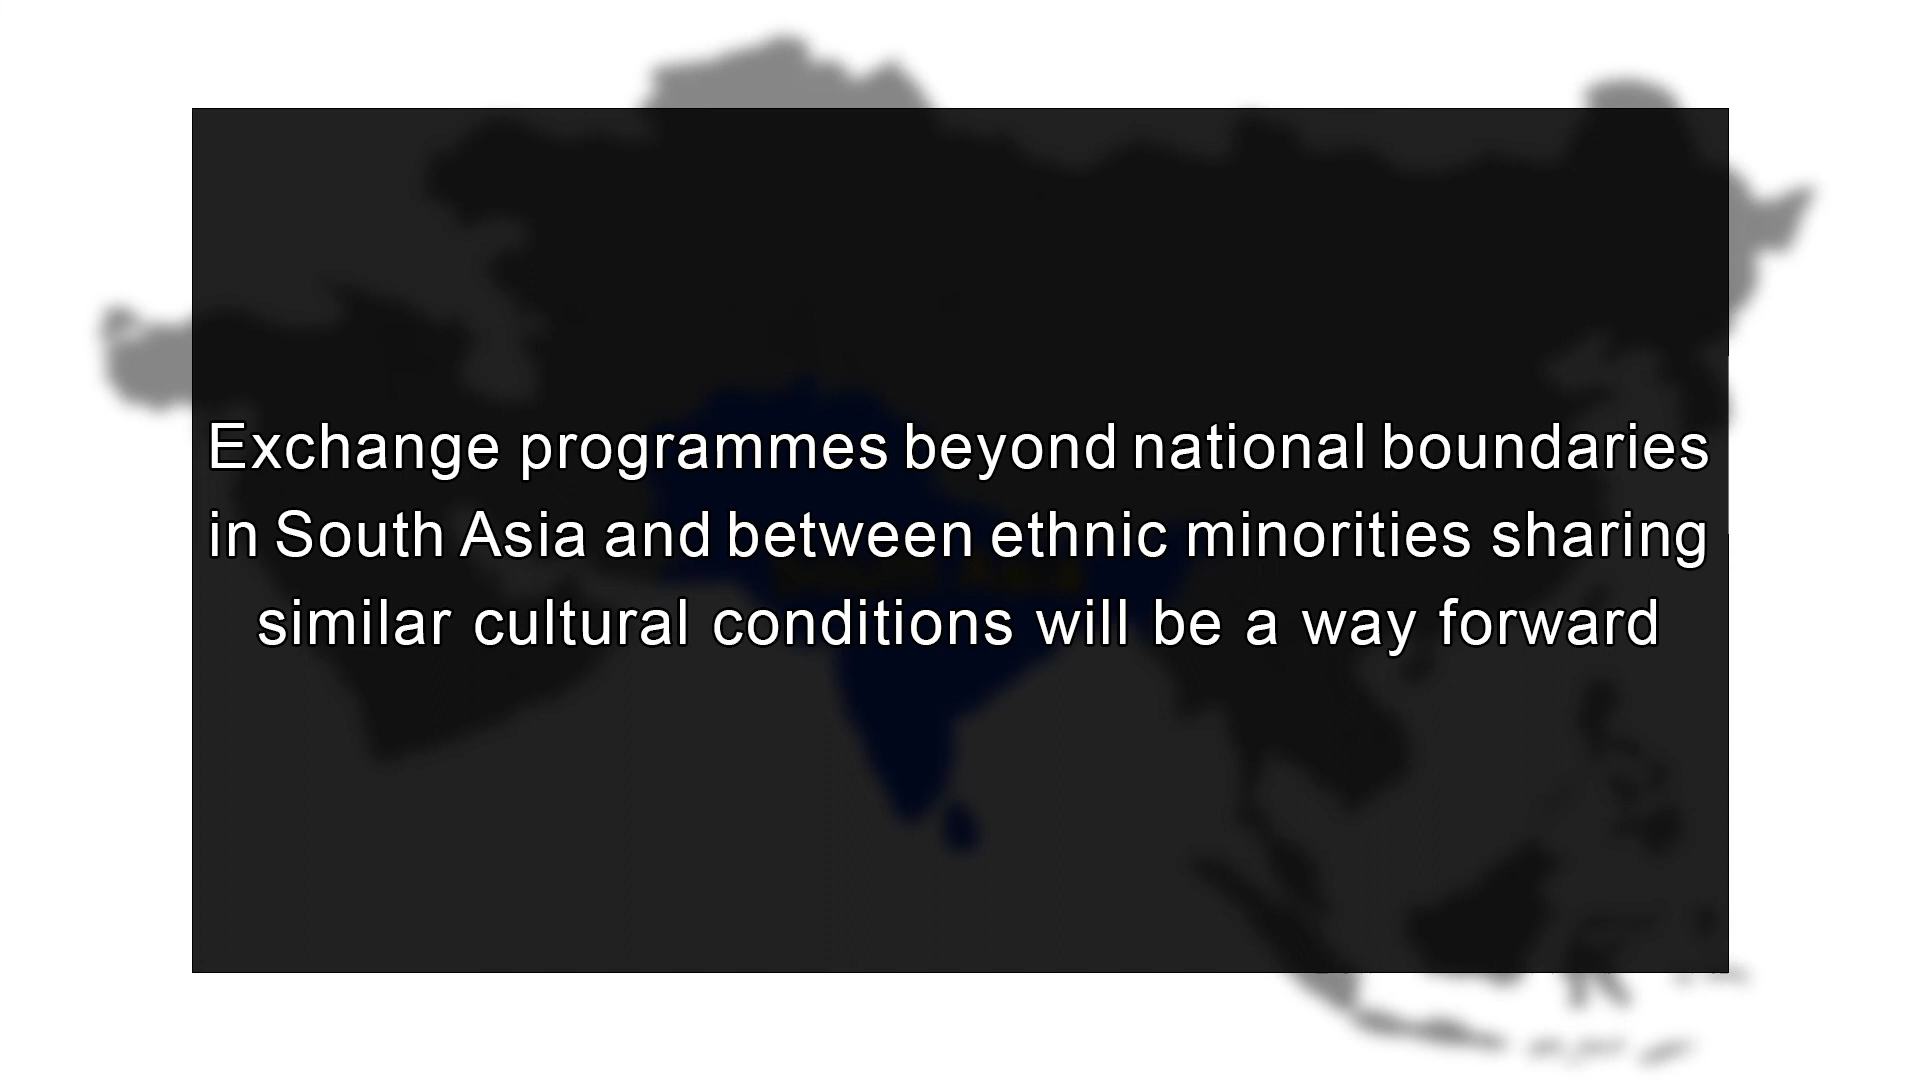 Exchange programmes beyond national boundaries
in South Asia and between ethnic minorities sharing
similar cultural conditions will be a way forward